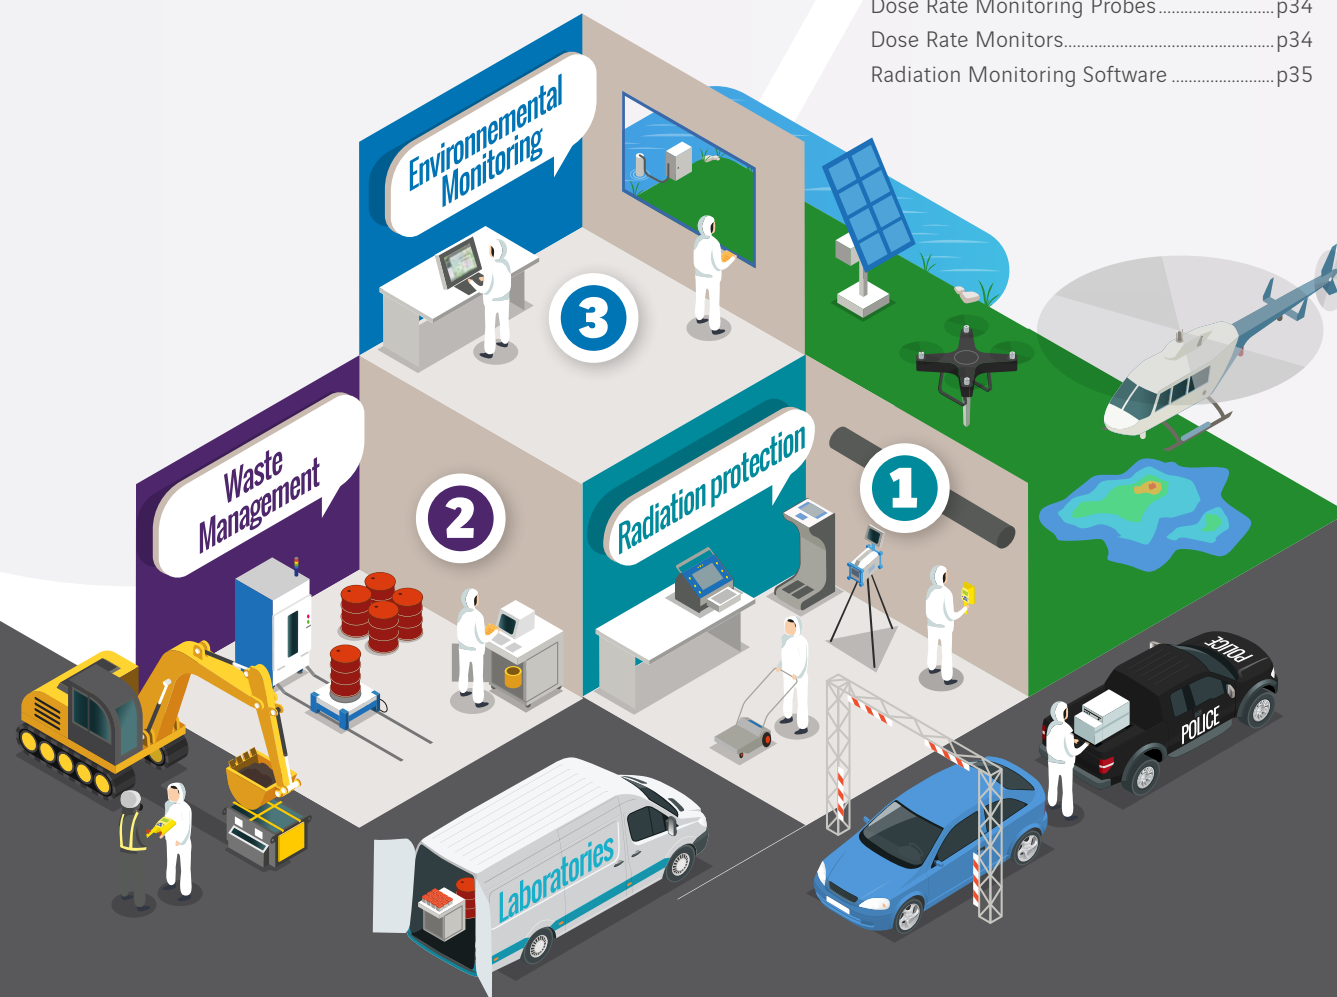 Dose Rate Monitoring Probes ........................... p34
Dose Rate Monitors ................................................. p34
Radiation Monitoring Software ........................ p35
Environnemental
Monitoring
3
Waste
Management
2
Radiation protection
1
POLICE
POLICE
Laboratories